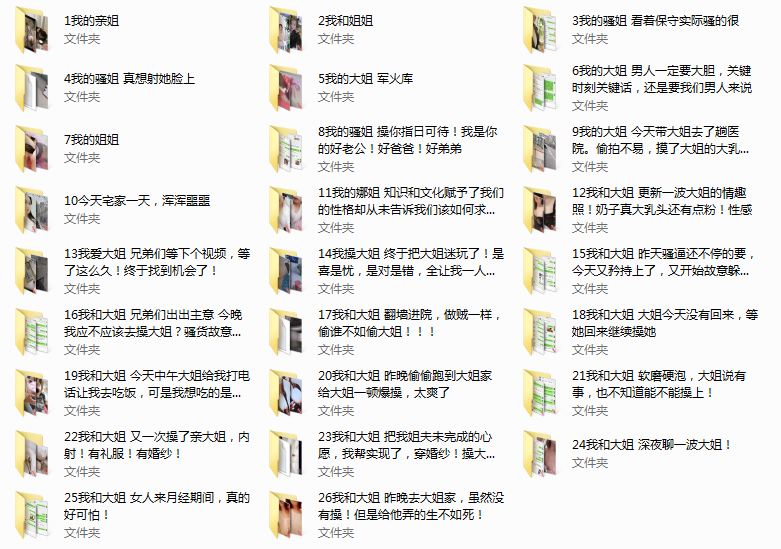 1我的亲姐
文件夹
2我和姐姐
文件夹
3我的骚姐 看着保守实际骚的很
文件夹
4我的骚姐 真想射她脸上
文件夹
5我的大姐 军火库
文件夹
6我的大姐 男人一定要大胆，关键
时刻关键话，还是要我们男人来说
文件夹
7我的姐姐
文件夹
8我的骚姐 操你指日可待！我是你
的好老公！好爸爸！好弟弟
文件夹
9我的大姐 今天带大姐去了趟医
院。偷拍不易，摸了大姐的大乳...
文件夹
10今天宅家一天，浑浑噩噩
文件夹
11我的娜姐 知识和文化赋予了我们
的性格却从未告诉我们该如何求...
文件夹
12我和大姐 更新一波大姐的情趣
照！奶子真大乳头还有点粉！性感
文件夹
13我爱大姐 兄弟们等下个视频，等
了这么久！终于找到机会了！
文件夹
14我操大姐 终于把大姐迷玩了！是
喜是忧，是对是错，全让我一人...
文件夹
15我和大姐 昨天骚逼还不停的要，
今天又矜持上了，又开始故意躲...
文件夹
16我和大姐 兄弟们出出主意 今晚
我应不应该去操大姐？骚货故意...
文件夹
17我和大姐 翻墙进院，做贼一样，
偷谁不如偷大姐！！！
文件夹
18我和大姐 大姐今天没有回来，等
她回来继续操她
文件夹
19我和大姐 今天中午大姐给我打电
话让我去吃饭，可是我想吃的是...
文件夹
20我和大姐 昨晚偷偷跑到大姐家
给大姐一顿爆操，太爽了
文件夹
21我和大姐 软磨硬泡，大姐说有
事，也不知道能不能操上！
文件夹
22我和大姐 又一次操了亲大姐，内
射！有礼服！有婚纱！
文件夹
23我和大姐 把我姐夫未完成的心
愿，我帮实现了，穿婚纱！操大...
文件夹
24我和大姐 深夜聊一波大姐！
文件夹
25我和大姐 女人来月经期间，真的
好可怕！
文件夹
26我和大姐 昨晚去大姐家，虽然没
有操！但是给他弄的生不如死！
文件夹